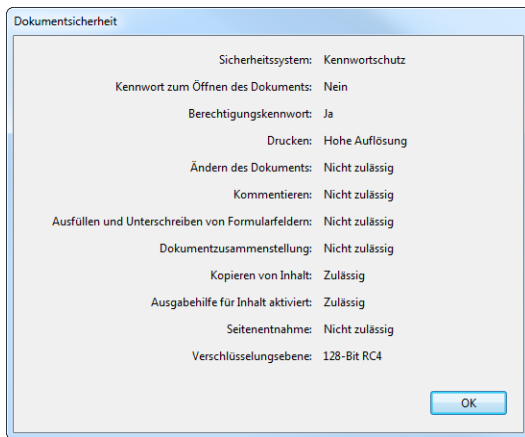 Dokumentsicherheit
Sicherheitssystem: Kennwortschutz
Kennwort zum Öffnen des Dokuments: Nein
Berechtigungskennwort: Ja
Drucken: Hohe Auflösung
Ändern des Dokuments: Nicht zulässig
Kommentieren: Nicht zulässig
Ausfüllen und Unterschreiben von Formularfeldern: Nicht zulässig
Dokumentzusammenstellung: Nicht zulässig
Kopieren von Inhalt: Zulässig
Ausgabehilfe für Inhalt aktiviert: Zulässig
Seitenentnahme: Nicht zulässig
Verschlüsselungsebene: 128-Bit RC4
OK